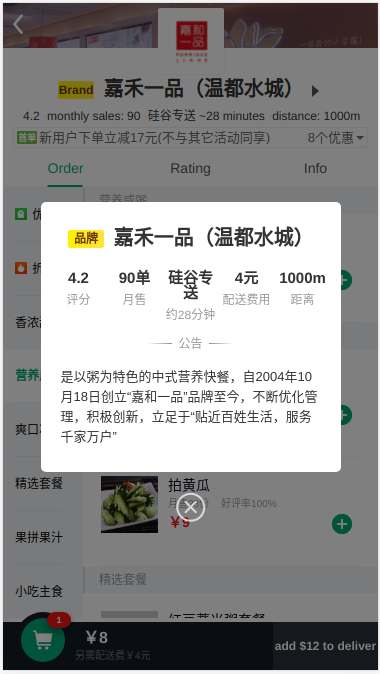 嘉和
一品
Brand 嘉禾一品（温都水城）
4.2 monthly sales: 90 硅谷专送 ~28 minutes distance: 1000m
首单 新用户下单立减17元(不与其它活动同享) 8个优惠
Order Rating Info
营养咸粥
优
折
品牌 嘉禾一品（温都水城）
4.2 90单 硅谷专送 4元 1000m
评分 月售 约28分钟 配送费用 距离
公告
是以粥为特色的中式营养快餐，自2004年10
月18日创立“嘉和一品”品牌至今，不断优化管
理，积极创新，立足于“贴近百姓生活，服务
千家万户”
香浓
营养
爽口
精选套餐
果拼果汁
小吃主食
拍黄瓜
好评率100%
￥9
精选套餐
红豆薏米粥套餐
1
￥8
另需配送费￥4元
add $12 to deliver